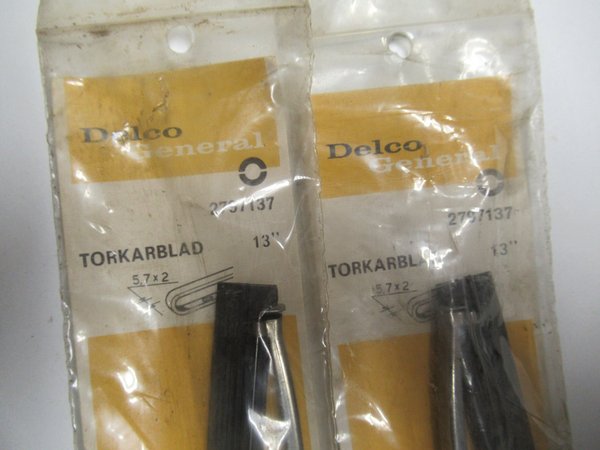 Delco
General
2797137
TORKARBLAD 13"
5,7x2
Delco
General
2797137
TORKARBLAD 13"
5,7x2